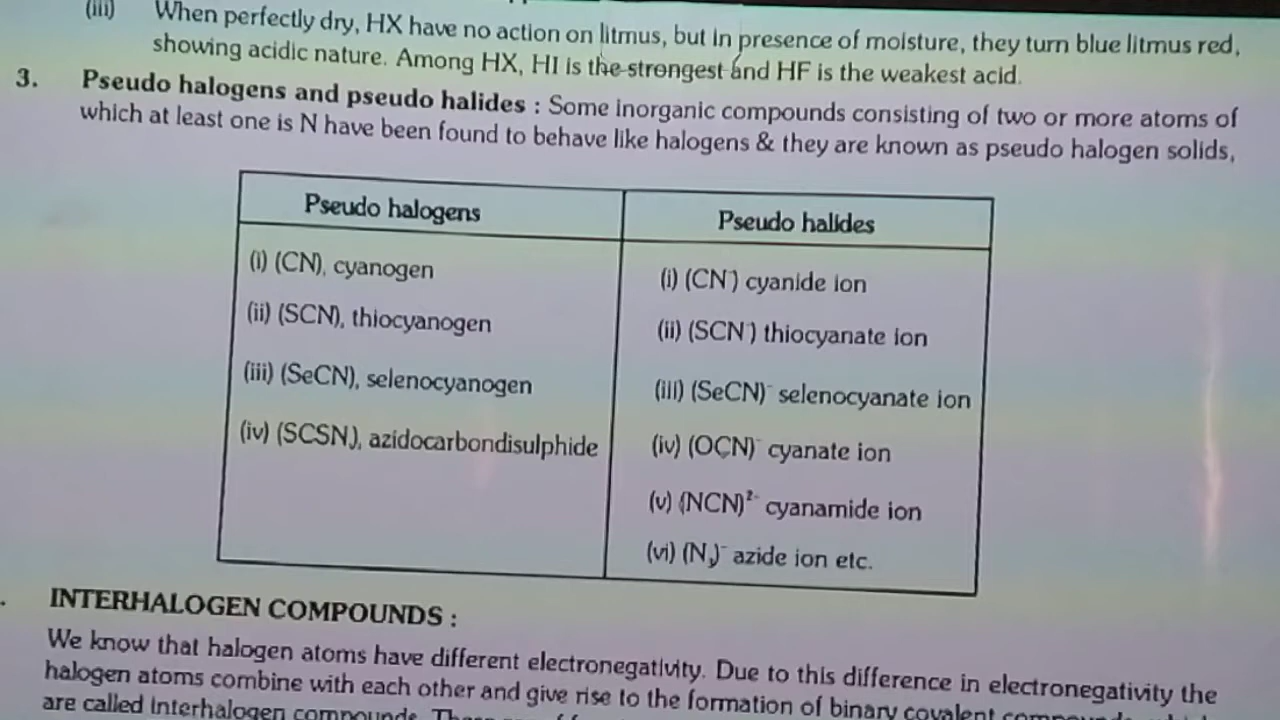 (iii) When perfectly dry, HX have no action on litmus, but in presence of moisture, they turn blue litmus red,
showing acidic nature. Among HX, HI is the strongest and HF is the weakest acid.
3. Pseudo halogens and pseudo halides : Some inorganic compounds consisting of two or more atoms of
which at least one is N have been found to behave like halogens & they are known as pseudo halogen solids,
Pseudo halogens
Pseudo halides
(i) (CN)₂ cyanogen
(i) (CN⁻) cyanide ion
(ii) (SCN)₂ thiocyanogen
(ii) (SCN⁻) thiocyanate ion
(iii) (SeCN)₂ selenocyanogen
(iii) (SeCN)⁻ selenocyanate ion
(iv) (SCSN₃)₂ azidocarbondisulphide
(iv) (OCN)⁻ cyanate ion
(v) (NCN)²⁻ cyanamide ion
(vi) (N₃)⁻ azide ion etc.
INTERHALOGEN COMPOUNDS :
We know that halogen atoms have different electronegativity. Due to this difference in electronegativity the
halogen atoms combine with each other and give rise to the formation of binary covalent
are called interhalogen compounds.